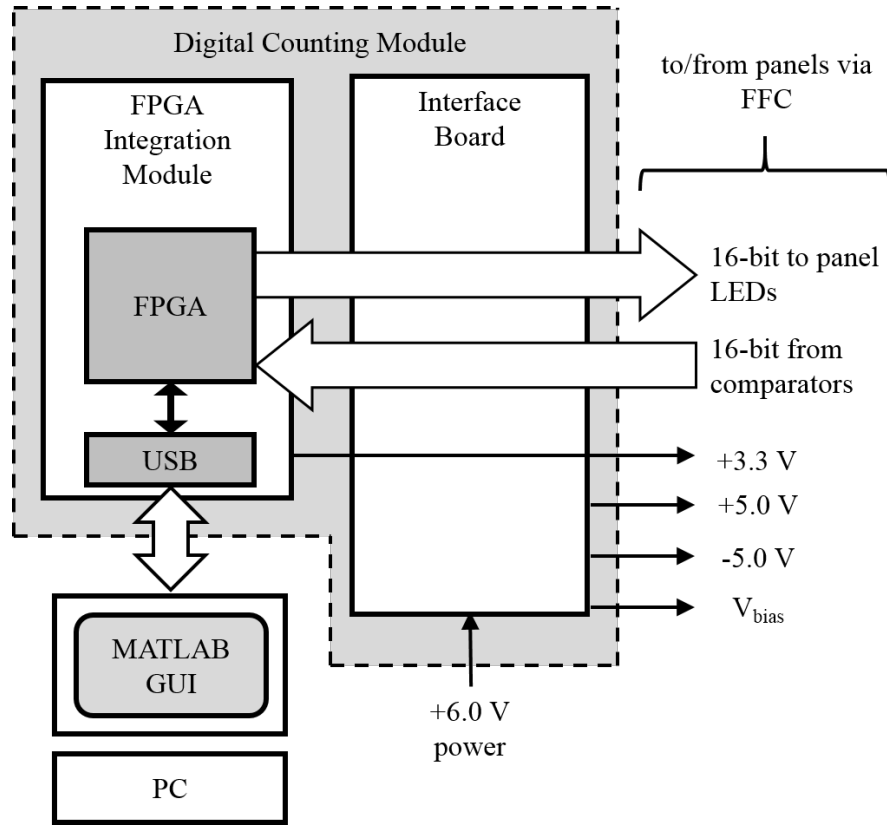 Digital Counting Module
FPGA
Integration
Module
Interface
Board
to/from panels via
FFC
FPGA
16-bit to panel
LEDs
16-bit from
comparators
USB
+3.3 V
+5.0 V
-5.0 V
Vbias
MATLAB
GUI
+6.0 V
power
PC